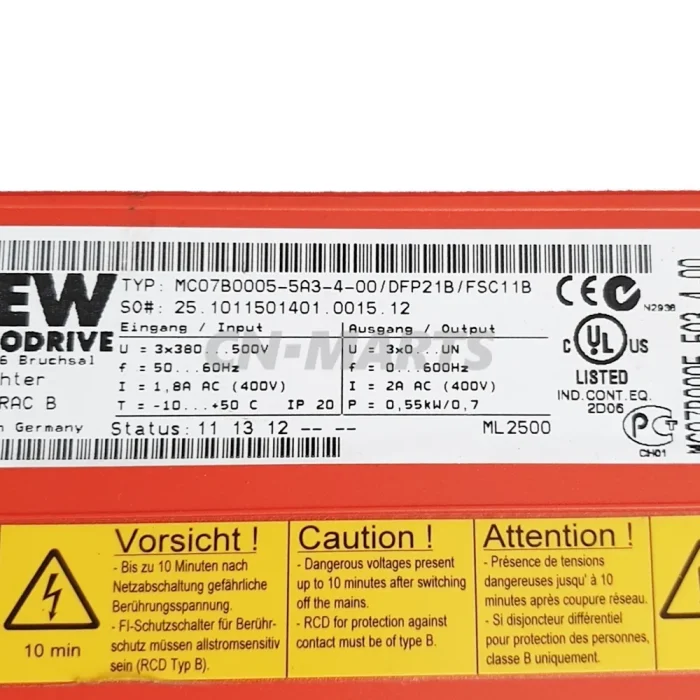 EW
ODRIVE
6 Bruchsal
hter
RAC B
n Germany
TYP: MC07B0005-5A3-4-00/DFP21B/FSC11B
SO#: 25.1011501401.0015.12
Eingang / Input
U = 3x380...500V
f = 50...60Hz
I = 1,8A AC (400V)
T = -10...+50 C IP 20
Ausgang / Output
U = 3x0...UN
f = 0...600Hz
I = 2A AC (400V)
P = 0,55kW/0,7
Status: 11 13 12 -- -- ML2500
CE
N2936
C UL US
LISTED
IND.CONT.EQ.
2D06
CH01
CN-MARTS
10 min
Vorsicht !
- Bis zu 10 Minuten nach
Netzabschaltung gefährliche
Berührungsspannung.
- FI-Schutzschalter für Berühr-
schutz müssen allstromsensitiv
sein (RCD Typ B).
Caution !
- Dangerous voltages present
up to 10 minutes after switching
off the mains.
- RCD for protection against
contact must be of type B.
Attention !
- Présence de tensions
dangereuses jusqu' à 10
minutes après coupure réseau.
- Si disjoncteur différentiel
pour protection des personnes,
classe B uniquement.